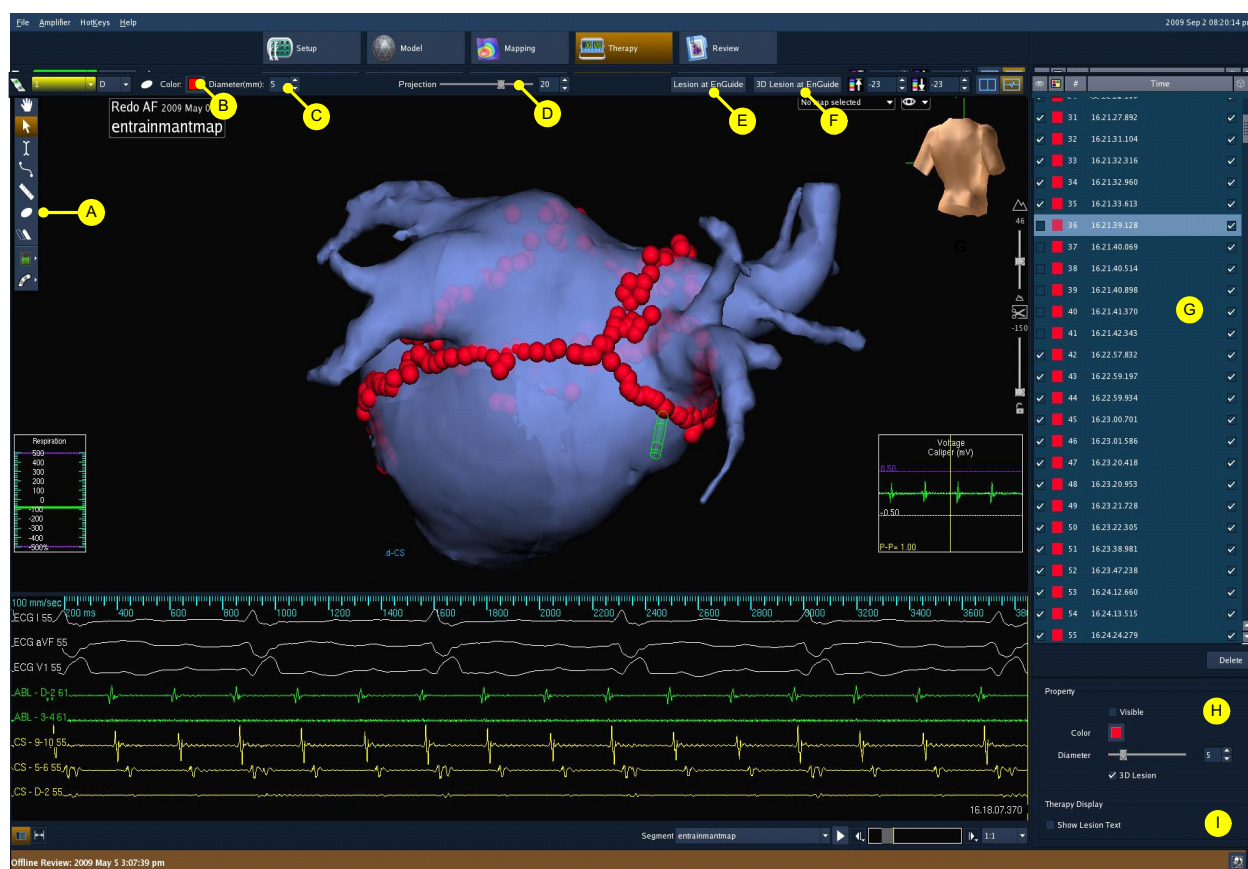 File Amplifier HotKeys Help
2009 Sep 2 08:20:14 pm
Setup
Model
Mapping
Therapy
Review
1 D Color: Diameter(mm): 5
Projection 20
Lesion at EnGuide 3D Lesion at EnGuide -23 -23
# Time
B
C
D
E
F
Redo AF 2009 May 0
entrainmantmap
No map selected
A
G
46
-150
31 16.21.27.892
32 16.21.31.104
33 16.21.32.316
34 16.21.32.960
35 16.21.33.613
36 16.21.39.128
37 16.21.40.069
38 16.21.40.514
39 16.21.40.898
40 16.21.41.370
41 16.21.42.343
42 16.22.57.832
43 16.22.59.197
44 16.22.59.934
45 16.23.00.701
46 16.23.01.586
47 16.23.20.418
48 16.23.20.953
49 16.23.21.728
50 16.23.22.305
51 16.23.38.981
52 16.23.47.238
53 16.24.12.660
54 16.24.13.515
55 16.24.24.279
G
Respiration
500
400
300
200
100
0
-100
-200
-300
-400
-500%
.d-CS
Voltage
Caliper (mV)
0.50
-0.50
P-P= 1.00
100 mm/sec
200 ms 400 600 800 1000 1200 1400 1600 1800 2000 2200 2400 2600 2800 3000 3200 3400 3600 380
ECG I 55
ECG aVF 55
ECG V1 55
ABL - D-2 61
ABL - 3-4 61
CS - 9-10 55
CS - 5-6 55
CS - D-2 55
16.18.07.370
Segment entrainmantmap 1:1
Delete
Property
Visible
H
Color
Diameter 5
3D Lesion
Therapy Display
Show Lesion Text
I
Offline Review: 2009 May 5 3:07:39 pm